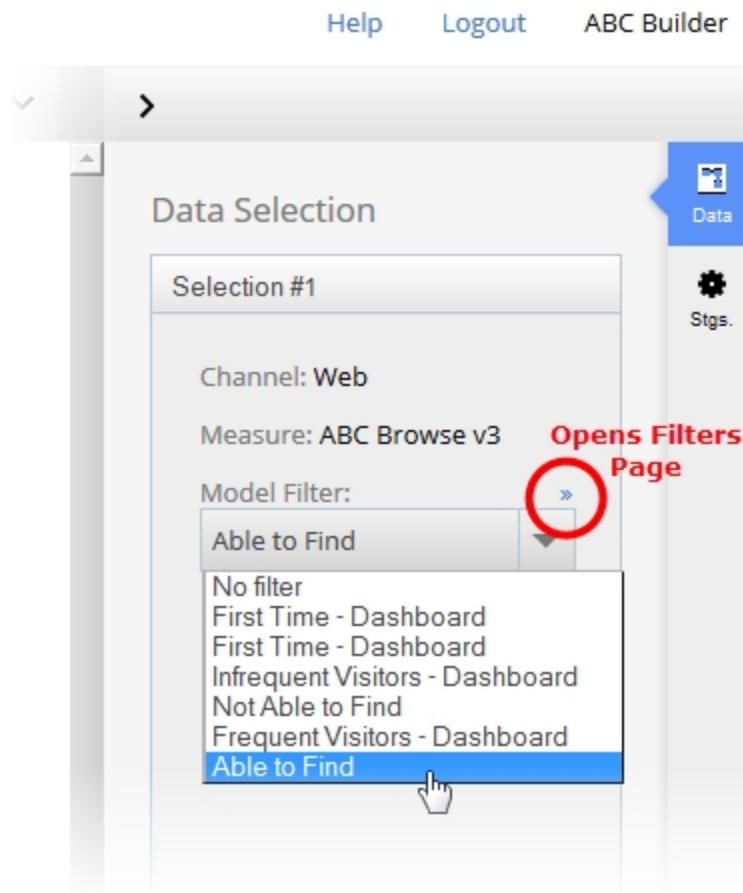 Help Logout ABC Builder
Data Selection
Data
Selection #1
Stgs.
Channel: Web
Measure: ABC Browse v3
Opens Filters
Page
Model Filter: »
Able to Find
No filter
First Time - Dashboard
First Time - Dashboard
Infrequent Visitors - Dashboard
Not Able to Find
Frequent Visitors - Dashboard
Able to Find